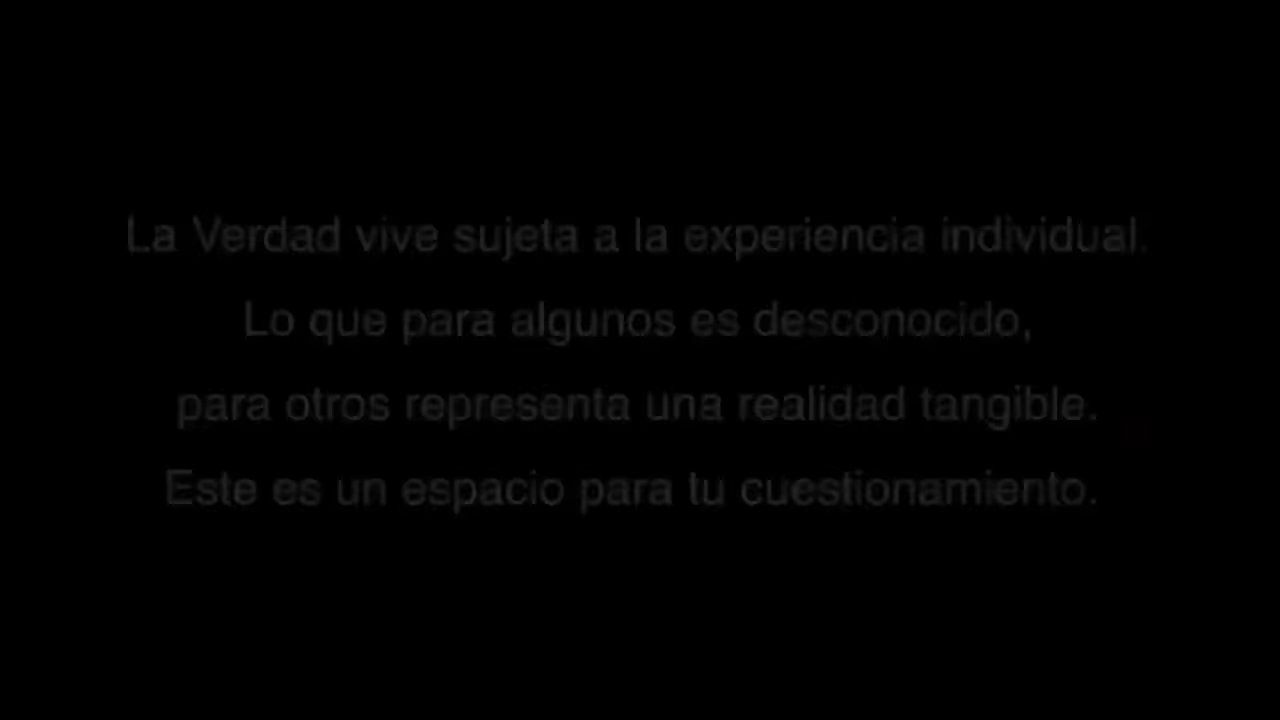 La Verdad vive sujeta a la experiencia individual.
Lo que para algunos es desconocido,
para otros representa una realidad tangible.
Este es un espacio para tu cuestionamiento.